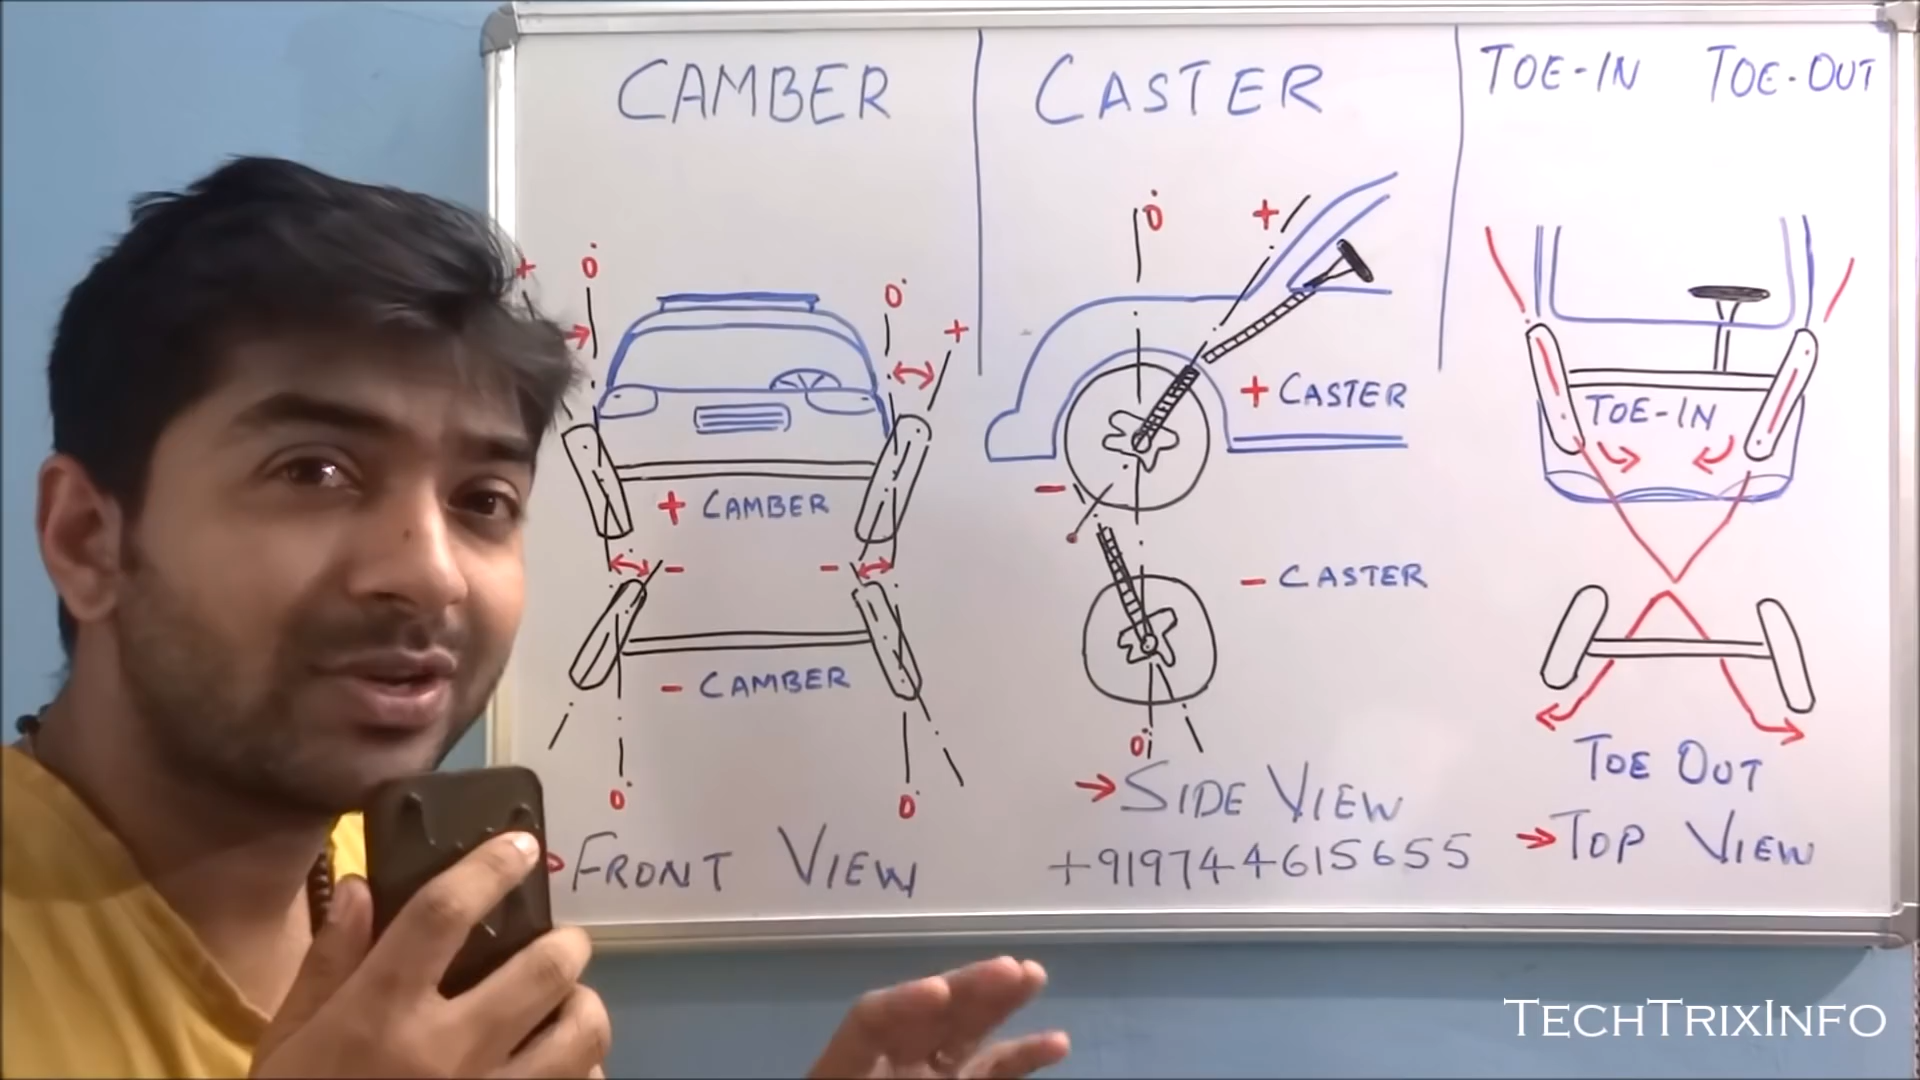 CAMBER
CASTER
TOE-IN TOE-OUT
0°
+
+ 0°
0°
+
+ CASTER
TOE-IN
+ CAMBER
-
- -
- CASTER
- CAMBER
0°
0° 0°
TOE OUT
→ SIDE VIEW
→ TOP VIEW
→ FRONT VIEW
+919744615655
TECHTRIXINFO